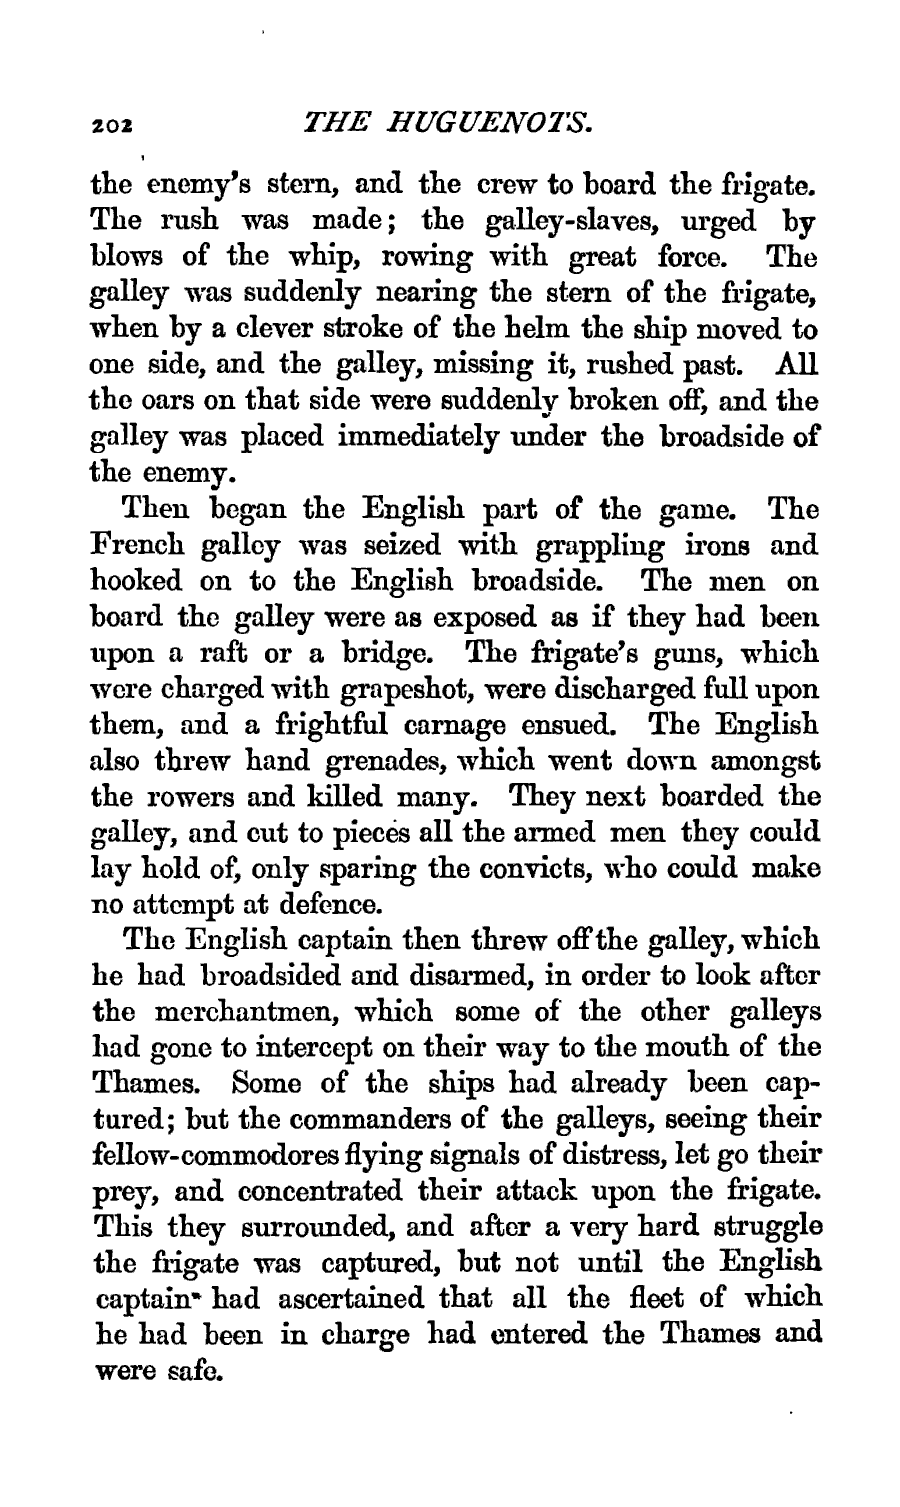 202 THE HUGUENOTS.
the enemy's stern, and the crew to board the frigate.
The rush was made; the galley-slaves, urged by
blows of the whip, rowing with great force. The
galley was suddenly nearing the stern of the frigate,
when by a clever stroke of the helm the ship moved to
one side, and the galley, missing it, rushed past. All
the oars on that side were suddenly broken off, and the
galley was placed immediately under the broadside of
the enemy.
Then began the English part of the game. The
French galley was seized with grappling irons and
hooked on to the English broadside. The men on
board the galley were as exposed as if they had been
upon a raft or a bridge. The frigate's guns, which
were charged with grapeshot, were discharged full upon
them, and a frightful carnage ensued. The English
also threw hand grenades, which went down amongst
the rowers and killed many. They next boarded the
galley, and cut to pieces all the armed men they could
lay hold of, only sparing the convicts, who could make
no attempt at defence.
The English captain then threw off the galley, which
he had broadsided and disarmed, in order to look after
the merchantmen, which some of the other galleys
had gone to intercept on their way to the mouth of the
Thames. Some of the ships had already been cap-
tured; but the commanders of the galleys, seeing their
fellow-commodores flying signals of distress, let go their
prey, and concentrated their attack upon the frigate.
This they surrounded, and after a very hard struggle
the frigate was captured, but not until the English
captain had ascertained that all the fleet of which
he had been in charge had entered the Thames and
were safe.